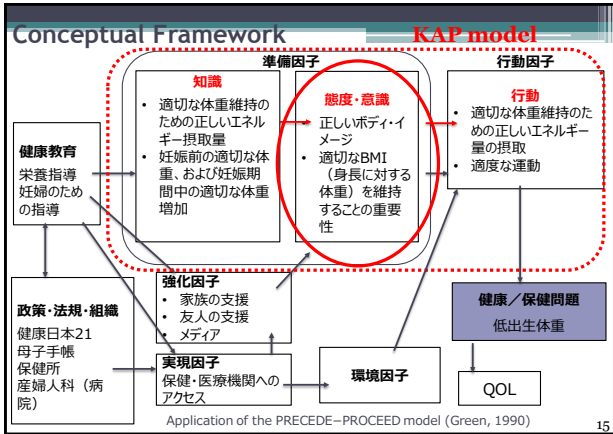 Conceptual Framework
KAP model
準備因子
行動因子
知識
• 適切な体重維持の
ための正しいエネル
ギー摂取量
• 妊娠前の適切な体
重、および妊娠期
間中の適切な体重
増加
態度・意識
• 正しいボディ・イ
メージ
• 適切なBMI
（身長に対する
体重）を維持
することの重要
性
行動
• 適切な体重維持のた
めの正しいエネルギー
量の摂取
• 適度な運動
健康教育
栄養指導
妊婦のため
の指導
政策・法規・組織
健康日本21
母子手帳
保健所
産婦人科（病
院）
強化因子
• 家族の支援
• 友人の支援
• メディア
実現因子
保健・医療機関への
アクセス
環境因子
健康／保健問題
低出生体重
QOL
Application of the PRECEDE–PROCEED model (Green, 1990)
15